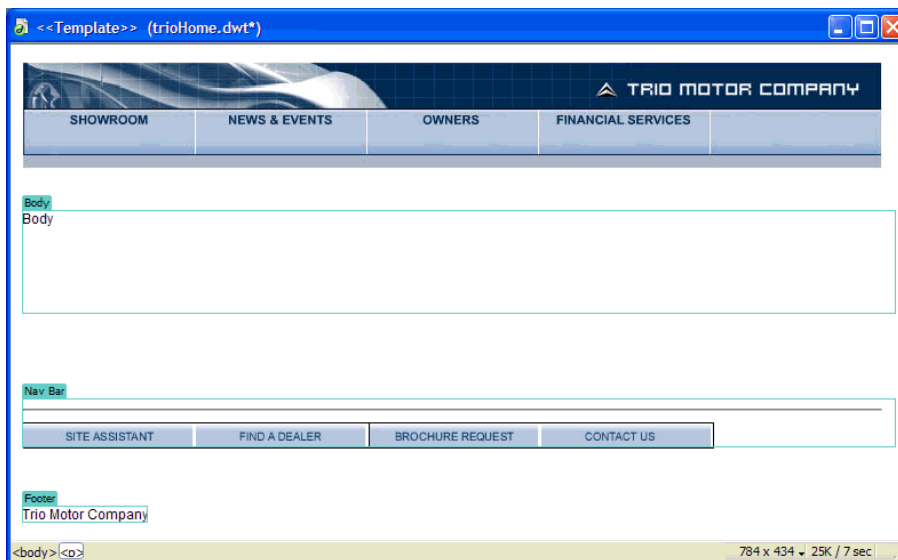 <<Template>> (trioHome.dwt*)
TRIO MOTOR COMPANY
SHOWROOM NEWS & EVENTS OWNERS FINANCIAL SERVICES
Body
Body
Nav Bar
SITE ASSISTANT FIND A DEALER BROCHURE REQUEST CONTACT US
Footer
Trio Motor Company
<body> <p> 784 x 434 25K / 7 sec